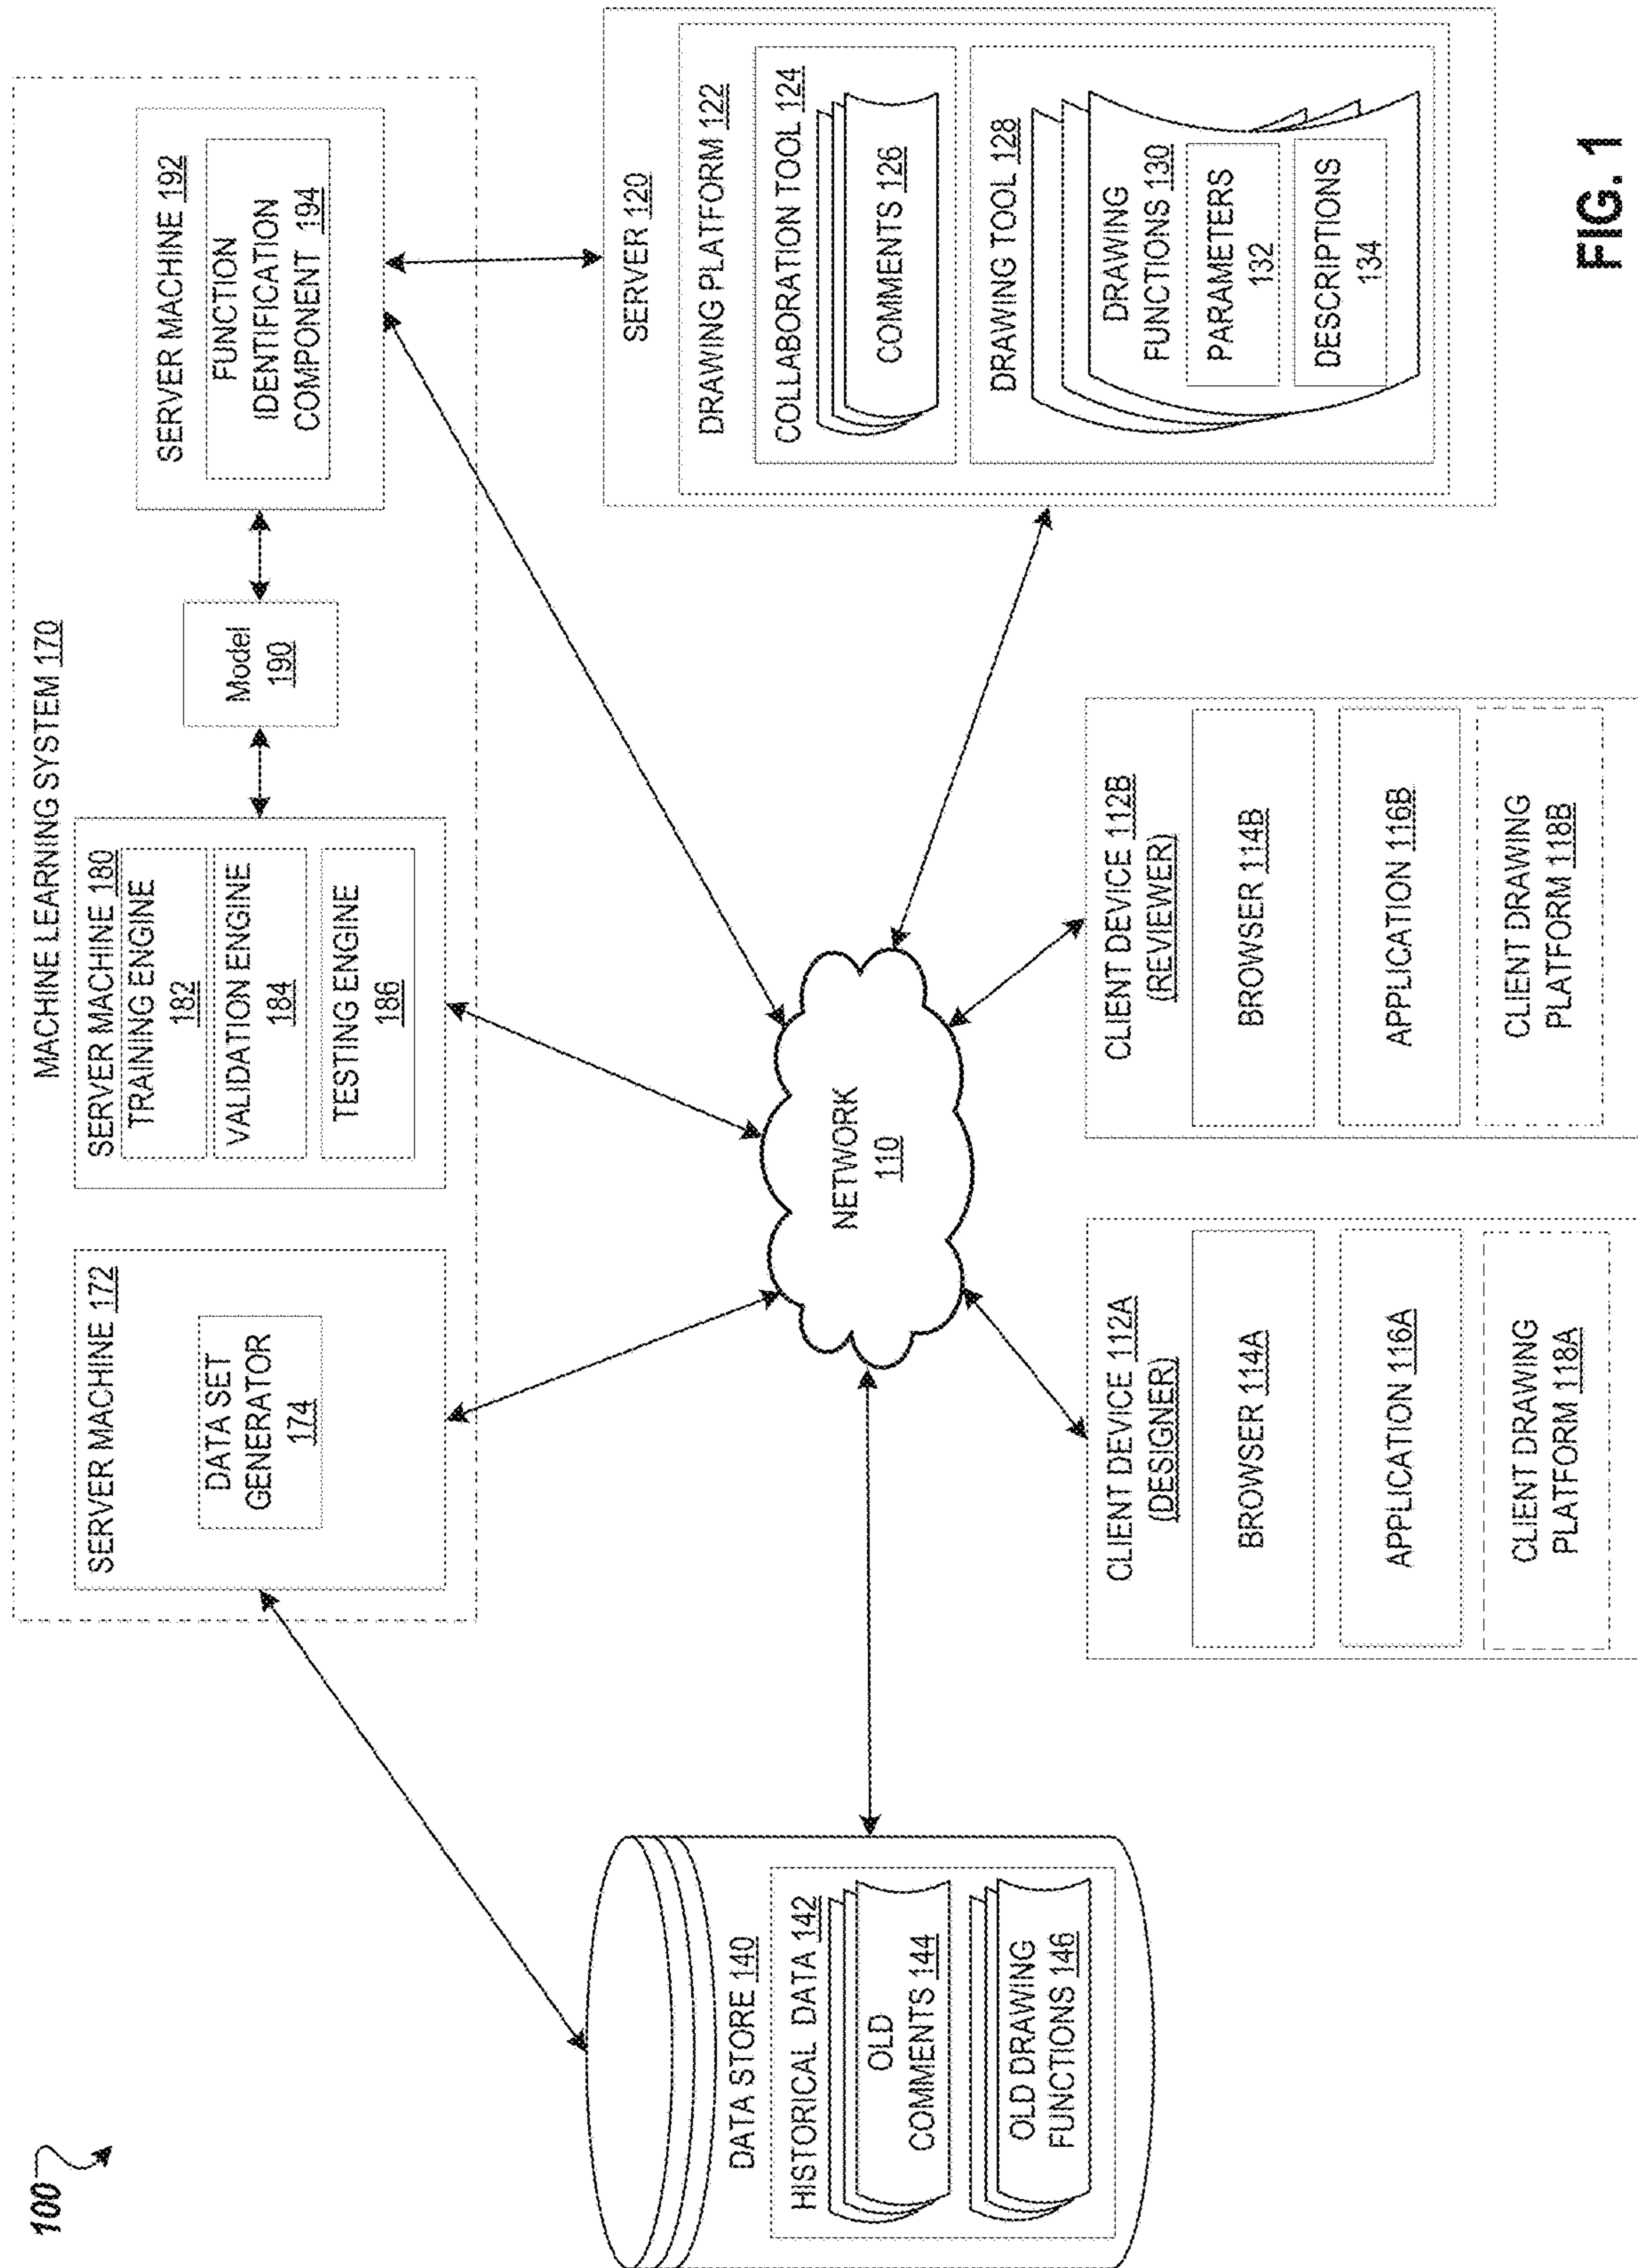 100
MACHINE LEARNING SYSTEM 170
SERVER MACHINE 172
DATA SET
GENERATOR
174
SERVER MACHINE 180
TRAINING ENGINE
182
VALIDATION ENGINE
184
TESTING ENGINE
186
Model
190
SERVER MACHINE 192
FUNCTION
IDENTIFICATION
COMPONENT 194
DATA STORE 140
HISTORICAL DATA 142
OLD
COMMENTS 144
OLD DRAWING
FUNCTIONS 146
NETWORK
110
SERVER 120
DRAWING PLATFORM 122
COLLABORATION TOOL 124
COMMENTS 126
DRAWING TOOL 128
DRAWING
FUNCTIONS 130
PARAMETERS
132
DESCRIPTIONS
134
CLIENT DEVICE 112A
(DESIGNER)
BROWSER 114A
APPLICATION 116A
CLIENT DRAWING
PLATFORM 118A
CLIENT DEVICE 112B
(REVIEWER)
BROWSER 114B
APPLICATION 116B
CLIENT DRAWING
PLATFORM 118B
FIG. 1